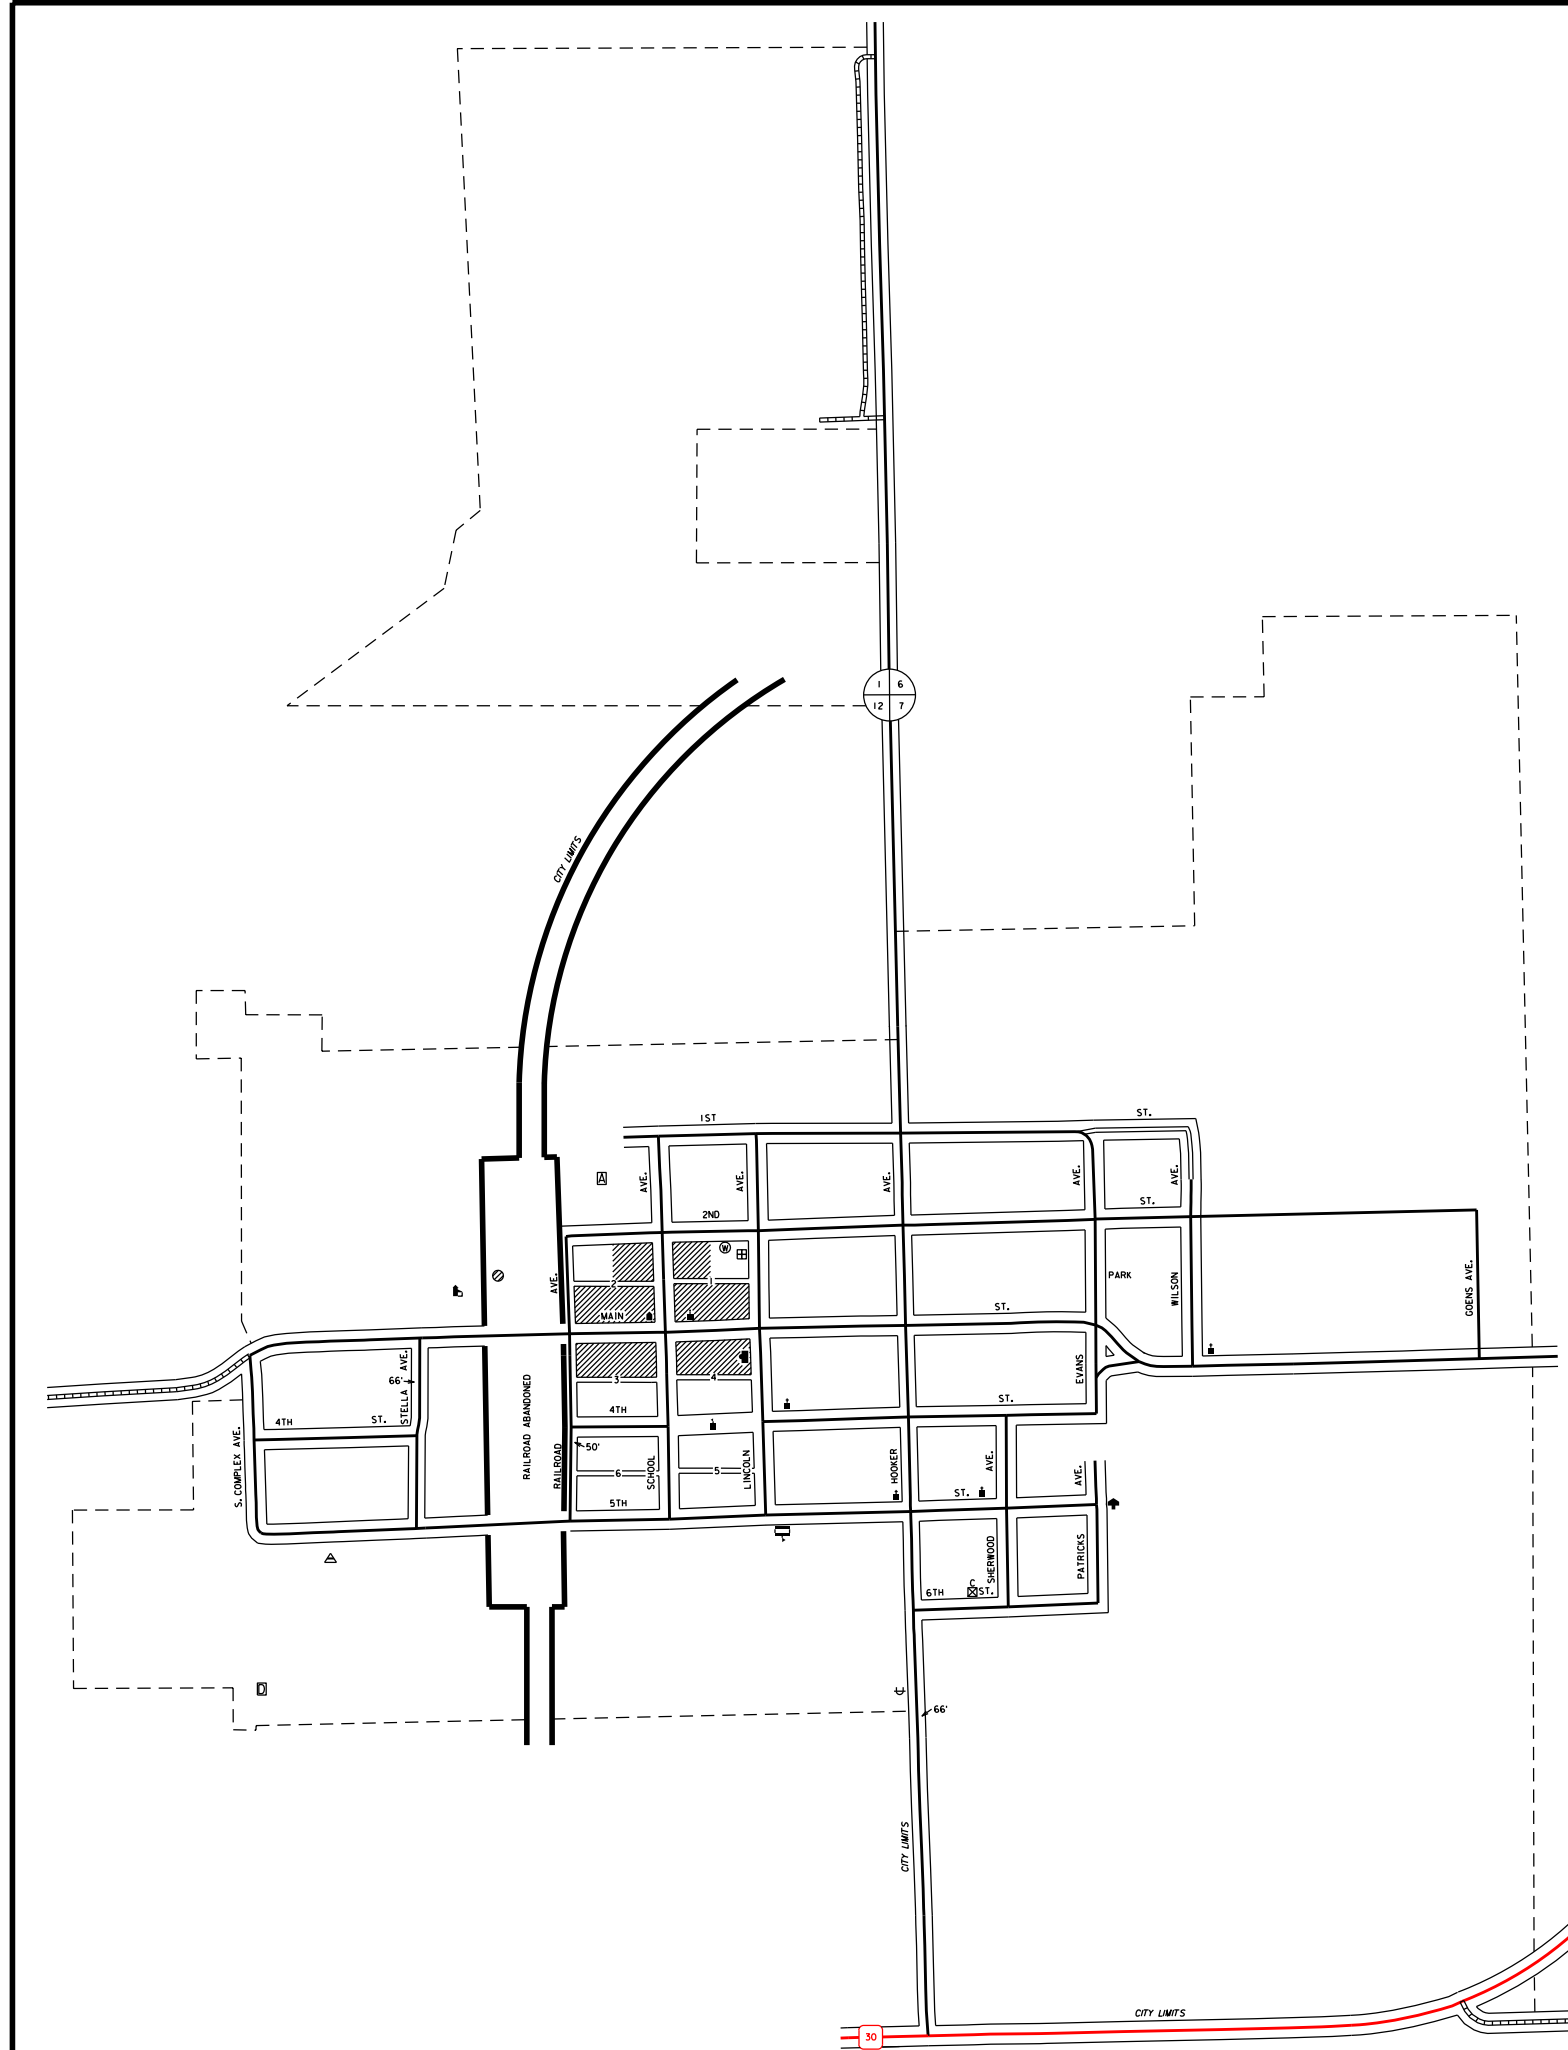 1 6
12 7
CITY LIMITS
1ST
ST.
A
AVE.
AVE.
AVE.
AVE.
AVE.
2ND
ST.
W
2
1
AVE.
PARK
WILSON
GOENS AVE.
MAIN
ST.
STELLA AVE.
66'
3
4
EVANS
RAILROAD ABANDONED
4TH
ST.
4TH
ST.
S. COMPLEX AVE.
RAILROAD
50'
SCHOOL
LINCOLN
HOOKER
AVE.
AVE.
6
5
5TH
ST.
SHERWOOD
PATRICKS
C
6TH
ST.
D
66'
CITY LIMITS
CITY LIMITS
30